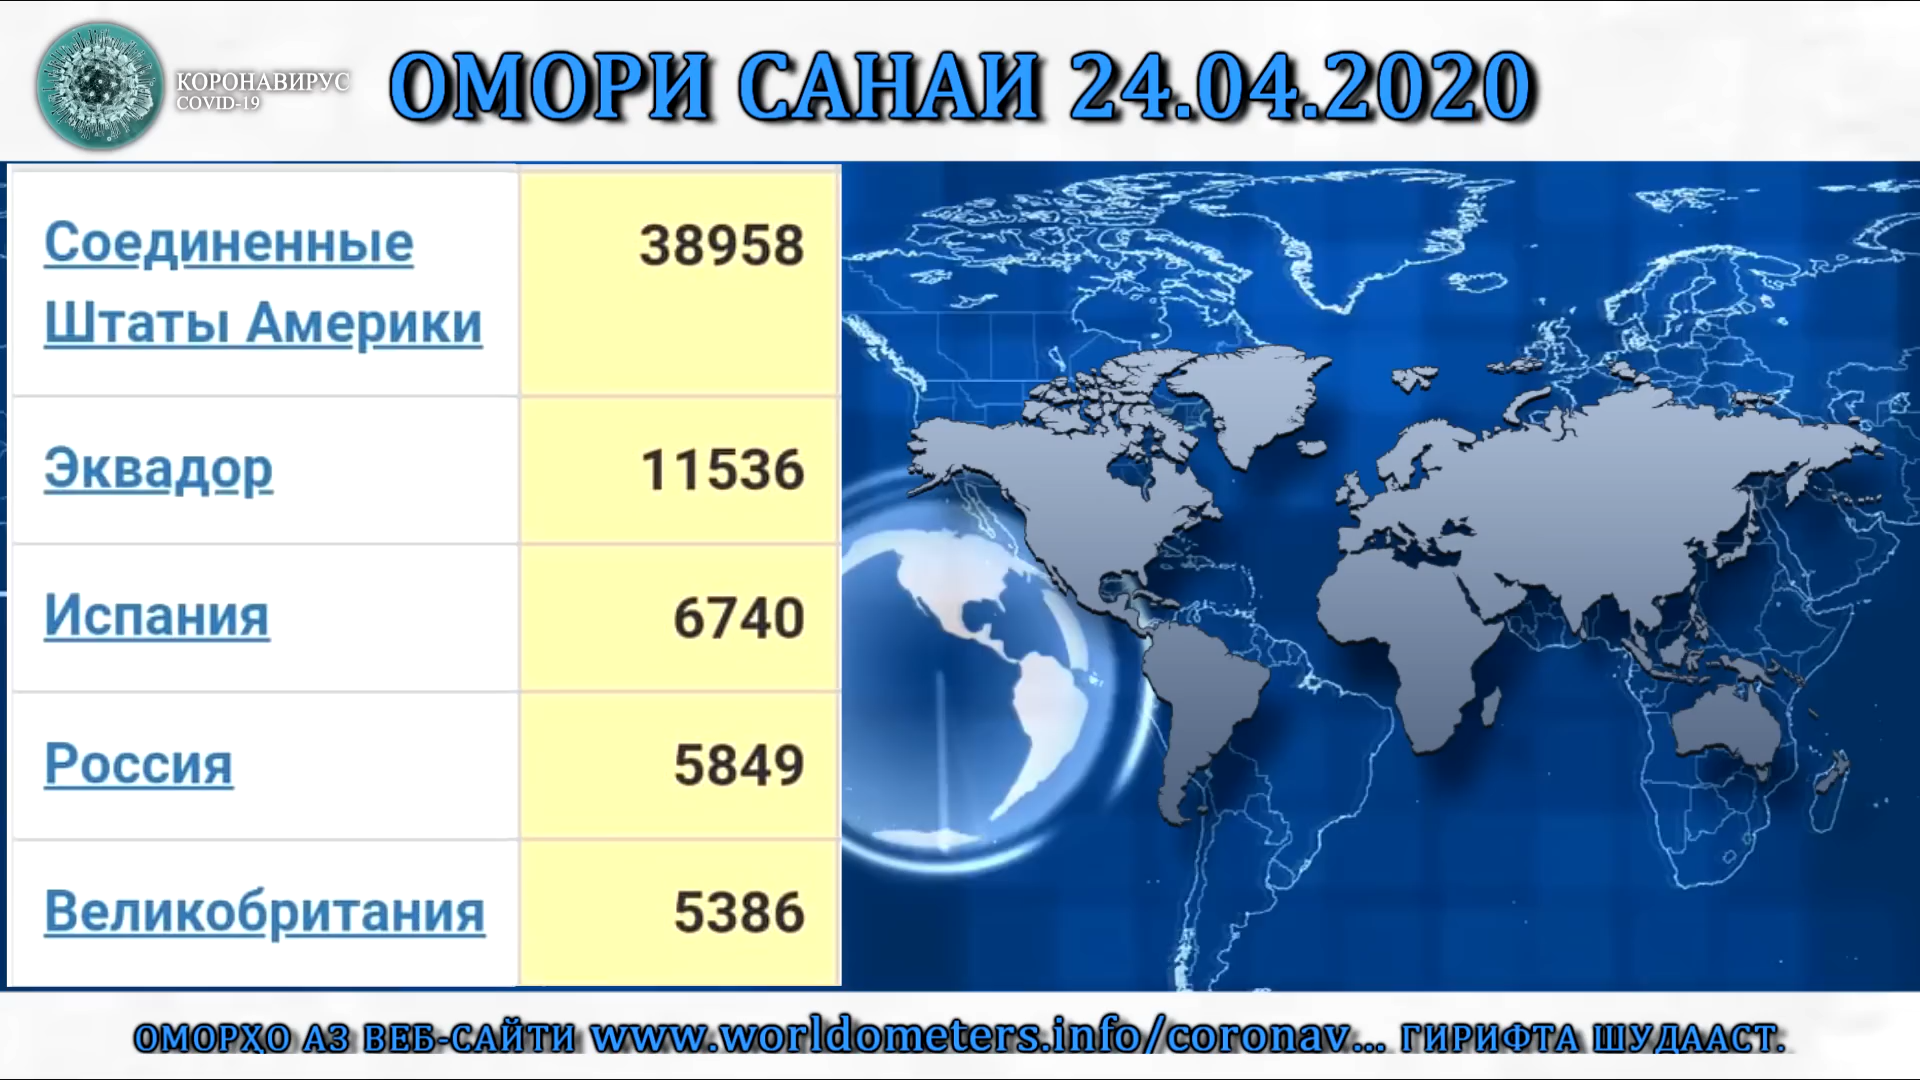 КОРОНАВИРУС
COVID-19
ОМОРИ САНАИ 24.04.2020
Соединенные 38958
Штаты Америки
Эквадор 11536
Испания 6740
Россия 5849
Великобритания 5386
ОМОРҲО АЗ ВЕБ-САЙТИ www.worldometers.info/coronav... ГИРИФТА ШУДААСТ.